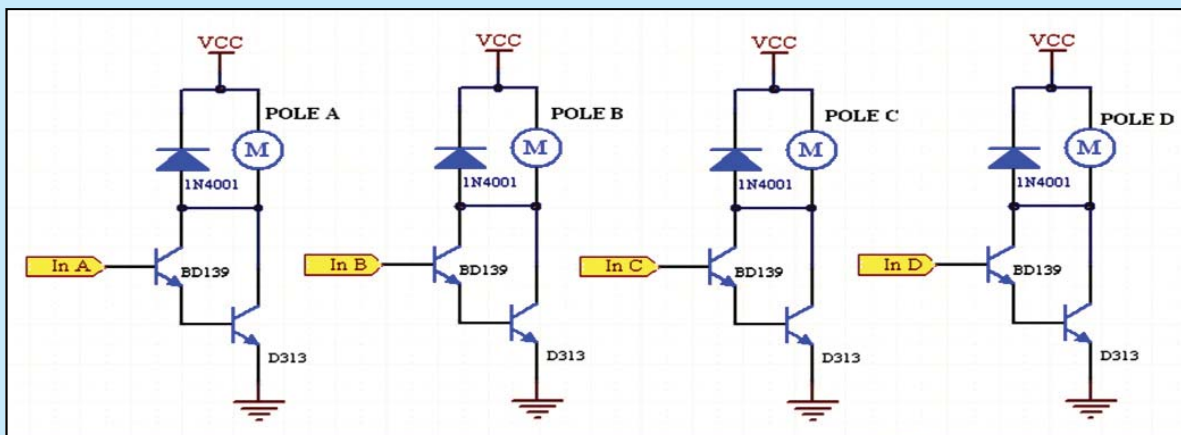 VCC
POLE A
M
1N4001
In A
BD139
D313
VCC
POLE B
M
1N4001
In B
BD139
D313
VCC
POLE C
M
1N4001
In C
BD139
D313
VCC
POLE D
M
1N4001
In D
BD139
D313